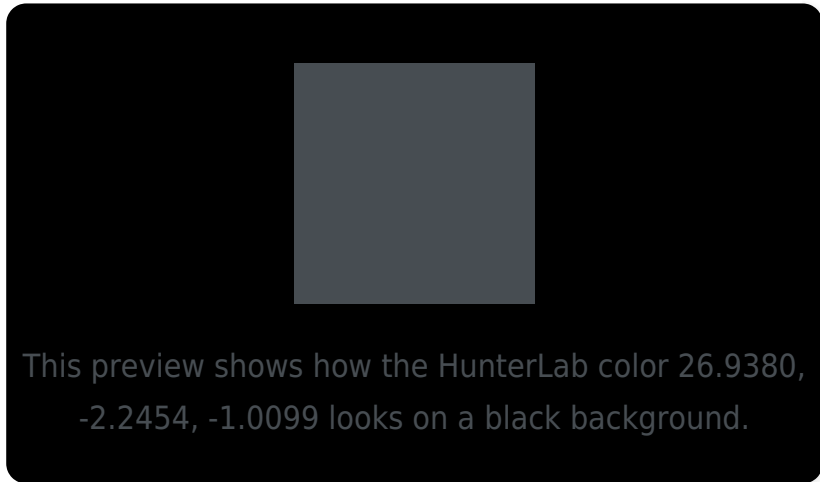 This preview shows how the HunterLab color 26.9380,
-2.2454, -1.0099 looks on a black background.